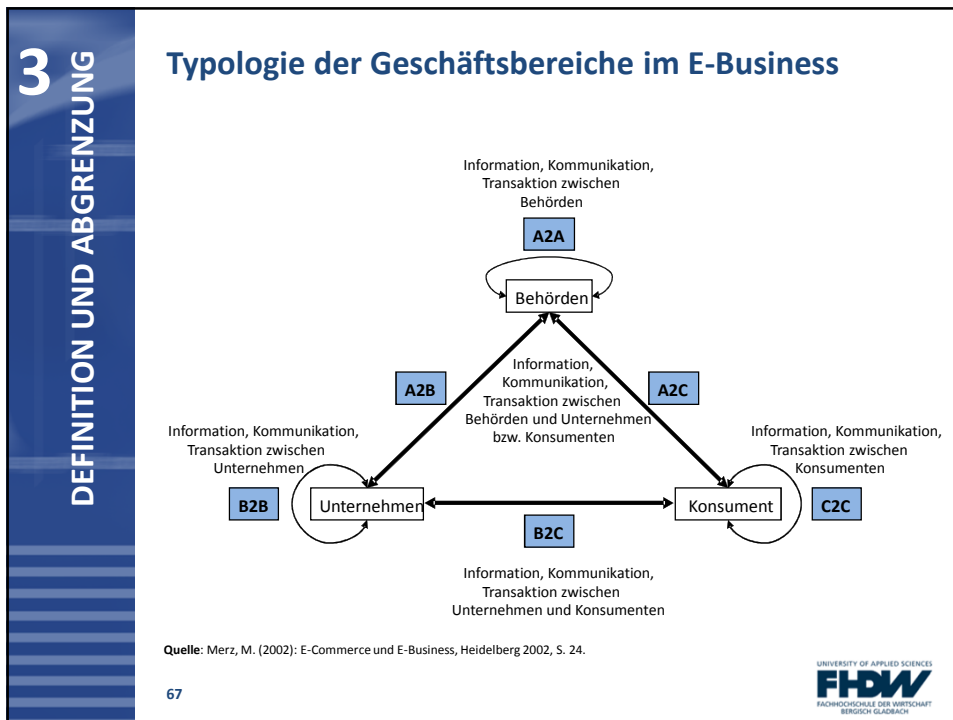 3
DEFINITION UND ABGRENZUNG
Typologie der Geschäftsbereiche im E-Business
Information, Kommunikation,
Transaktion zwischen
Behörden
A2A
Behörden
A2B
Information,
Kommunikation,
Transaktion zwischen
Behörden und Unternehmen
bzw. Konsumenten
A2C
Information, Kommunikation,
Transaktion zwischen
Unternehmen
B2B
Unternehmen
Information, Kommunikation,
Transaktion zwischen
Konsumenten
Konsument
C2C
B2C
Information, Kommunikation,
Transaktion zwischen
Unternehmen und Konsumenten
Quelle: Merz, M. (2002): E-Commerce und E-Business, Heidelberg 2002, S. 24.
67
UNIVERSITY OF APPLIED SCIENCES
FHDW
FACHHOCHSCHULE DER WIRTSCHAFT
BERGISCH GLADBACH